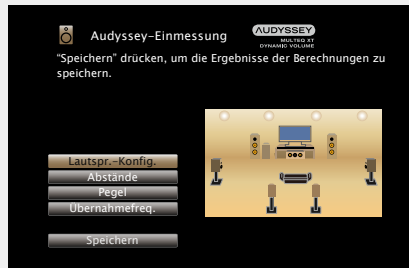 Audyssey-Einmessung
AUDYSSEY
MULTEQ XT
DYNAMIC VOLUME
“Speichern” drücken, um die Ergebnisse der Berechnungen zu
speichern.
Lautspr.-Konfig.
Abstände
Pegel
Übernahmefreq.
Speichern